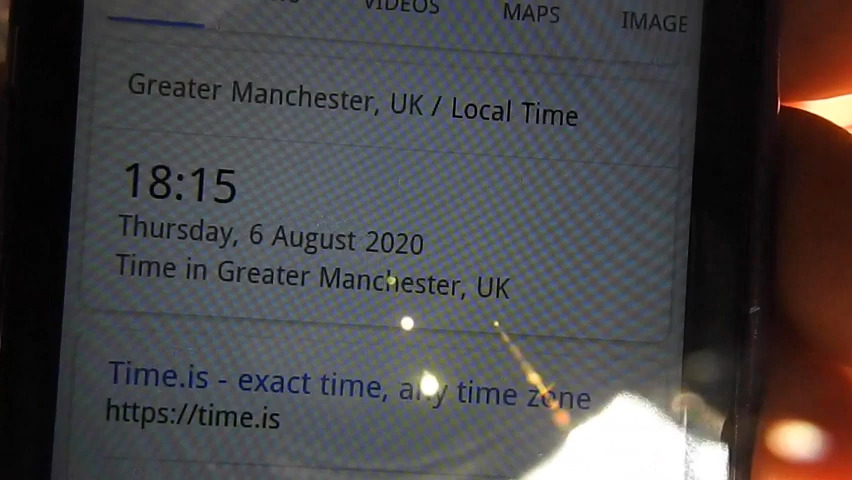 VIDEOS MAPS IMAGE
Greater Manchester, UK / Local Time
18:15
Thursday, 6 August 2020
Time in Greater Manchester, UK
Time.is - exact time, any time zone
https://time.is